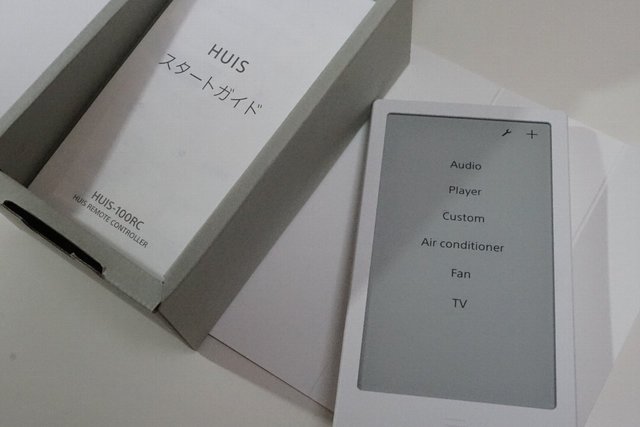 HUIS
スタートガイド
HUIS-100RC
HUIS REMOTE CONTROLLER
Audio
Player
Custom
Air conditioner
Fan
TV